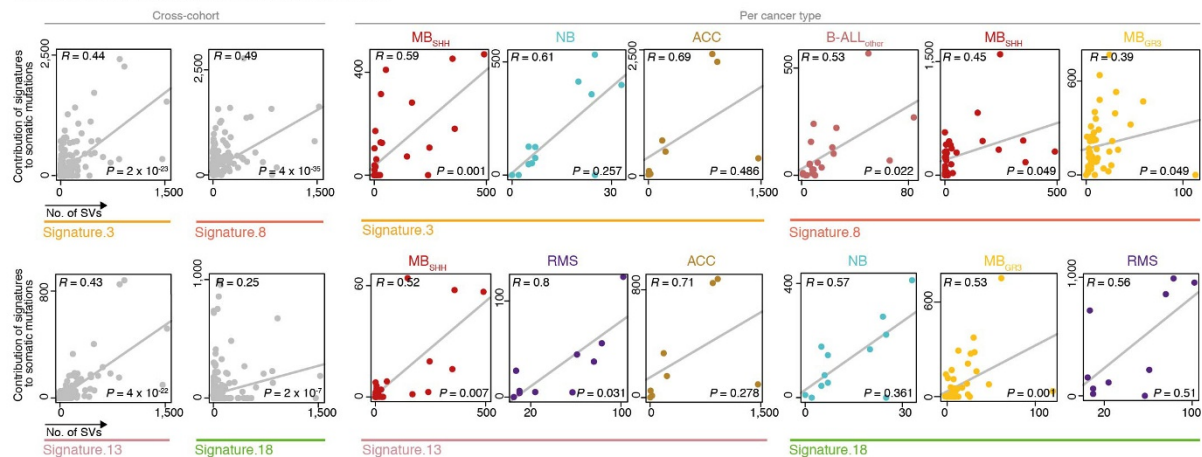 Cross-cohort
Per cancer type
MB_SHH NB ACC B-ALL_other MB_SHH MB_GR3
Contribution of signatures to somatic mutations
R = 0.44 R = 0.49 R = 0.59 R = 0.61 R = 0.69 R = 0.53 R = 0.45 R = 0.39
2,500 2,500 400 500 2,500 500 1,500 600
P = 2 x 10⁻²³ P = 4 x 10⁻³⁵ P = 0.001 P = 0.257 P = 0.486 P = 0.022 P = 0.049 P = 0.049
0 0 0 0 0 0 0 0
0 1,500 0 1,500 0 500 0 30 0 1,500 0 80 0 500 0 100
No. of SVs
Signature.3 Signature.8 Signature.3 Signature.8
MB_SHH RMS ACC NB MB_GR3 RMS
Contribution of signatures to somatic mutations
R = 0.43 R = 0.25 R = 0.52 R = 0.8 R = 0.71 R = 0.57 R = 0.53 R = 0.56
800 1,000 60 100 800 400 600 1,000
P = 4 x 10⁻²² P = 2 x 10⁻⁷ P = 0.007 P = 0.031 P = 0.278 P = 0.361 P = 0.001 P = 0.51
0 0 0 0 0 0 0 0
0 1,500 0 1,500 0 500 20 100 0 1,500 0 30 0 100 20 100
No. of SVs
Signature.13 Signature.18 Signature.13 Signature.18